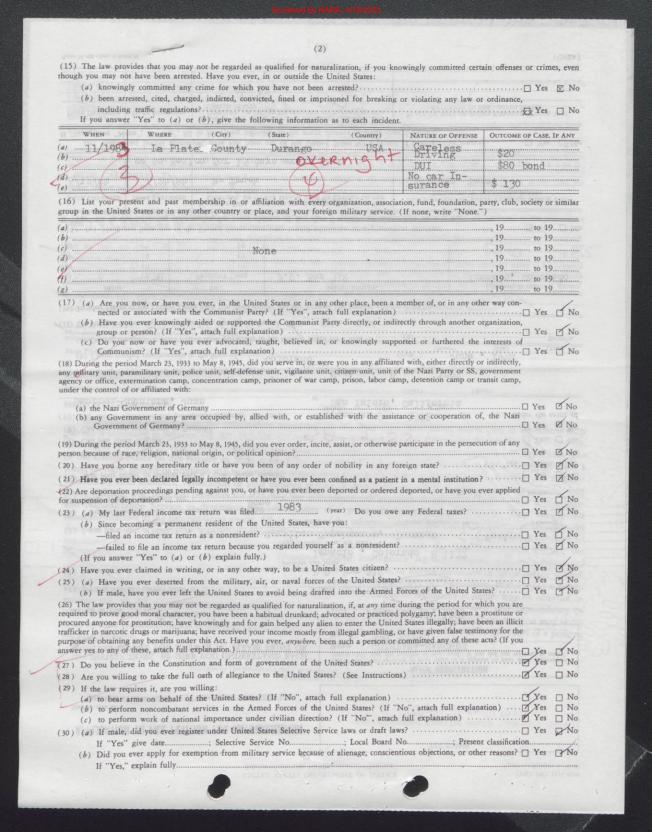 (2)
(15) The law provides that you may not be regarded as qualified for naturalization, if you knowingly committed certain offenses or crimes, even
though you may not have been arrested. Have you ever, in or outside the United States:
(a) knowingly committed any crime for which you have not been arrested? ☐ Yes ☒ No
(b) been arrested, cited, charged, indicted, convicted, fined or imprisoned for breaking or violating any law or ordinance,
including traffic regulations? ☒ Yes ☐ No
If you answer "Yes" to (a) or (b), give the following information as to each incident.
WHEN WHERE (City) (State) (Country) NATURE OF OFFENSE OUTCOME OF CASE, IF ANY
(a) 11/1983 La Plata County Durango USA Careless
(b) Driving $20
overnight
(c) DUI $80 bond
(d) 3 4 No car In-
(e) surance $ 130
(16) List your present and past membership in or affiliation with every organization, association, fund, foundation, party, club, society or similar
group in the United States or in any other country or place, and your foreign military service. (If none, write "None.")
(a) , 19 to 19
(b) , 19 to 19
(c) None , 19 to 19
(d) , 19 to 19
(e) , 19 to 19
(f) , 19 to 19
(g) , 19 to 19
(17) (a) Are you now, or have you ever, in the United States or in any other place, been a member of, or in any other way con-
nected or associated with the Communist Party? (If "Yes", attach full explanation) ☐ Yes ☑ No
(b) Have you ever knowingly aided or supported the Communist Party directly, or indirectly through another organization,
group or person? (If "Yes", attach full explanation) ☐ Yes ☑ No
(c) Do you now or have you ever advocated, taught, believed in, or knowingly supported or furthered the interests of
Communism? (If "Yes", attach full explanation) ☐ Yes ☑ No
(18) During the period March 23, 1933 to May 8, 1945, did you serve in, or were you in any affiliated with, either directly or indirectly,
any military unit, paramilitary unit, police unit, self-defense unit, vigilante unit, citizen unit, unit of the Nazi Party or SS, government
agency or office, extermination camp, concentration camp, prisoner of war camp, prison, labor camp, detention camp or transit camp,
under the control of or affiliated with:
(a) the Nazi Government of Germany ☐ Yes ☑ No
(b) any Government in any area occupied by, allied with, or established with the assistance or cooperation of, the Nazi
Government of Germany? ☐ Yes ☑ No
(19) During the period March 23, 1933 to May 8, 1945, did you ever order, incite, assist, or otherwise participate in the persecution of any
person because of race, religion, national origin, or political opinion? ☐ Yes ☑ No
(20) Have you borne any hereditary title or have you been of any order of nobility in any foreign state? ☐ Yes ☑ No
(21) Have you ever been declared legally incompetent or have you ever been confined as a patient in a mental institution? ☐ Yes ☑ No
(22) Are deportation proceedings pending against you, or have you ever been deported or ordered deported, or have you ever applied
for suspension of deportation? ☐ Yes ☑ No
(23) (a) My last Federal income tax return was filed 1983 (year) Do you owe any Federal taxes? ☐ Yes ☑ No
(b) Since becoming a permanent resident of the United States, have you:
—filed an income tax return as a nonresident? ☐ Yes ☑ No
—failed to file an income tax return because you regarded yourself as a nonresident? ☐ Yes ☑ No
(If you answer "Yes" to (a) or (b) explain fully.)
(24) Have you ever claimed in writing, or in any other way, to be a United States citizen? ☐ Yes ☑ No
(25) (a) Have you ever deserted from the military, air, or naval forces of the United States? ☐ Yes ☑ No
(b) If male, have you ever left the United States to avoid being drafted into the Armed Forces of the United States? ☐ Yes ☑ No
(26) The law provides that you may not be regarded as qualified for naturalization, if, at any time during the period for which you are
required to prove good moral character, you have been a habitual drunkard; advocated or practiced polygamy; have been a prostitute or
procured anyone for prostitution; have knowingly and for gain helped any alien to enter the United States illegally; have been an illicit
trafficker in narcotic drugs or marijuana; have received your income mostly from illegal gambling, or have given false testimony for the
purpose of obtaining any benefits under this Act. Have you ever, anywhere, been such a person or committed any of these acts? (If you
answer yes to any of these, attach full explanation.) ☐ Yes ☑ No
(27) Do you believe in the Constitution and form of government of the United States? ☑ Yes ☐ No
(28) Are you willing to take the full oath of allegiance to the United States? (See Instructions) ☑ Yes ☐ No
(29) If the law requires it, are you willing:
(a) to bear arms on behalf of the United States? (If "No", attach full explanation) ☑ Yes ☐ No
(b) to perform noncombatant services in the Armed Forces of the United States? (If "No", attach full explanation) ☑ Yes ☐ No
(c) to perform work of national importance under civilian direction? (If "No", attach full explanation) ☑ Yes ☐ No
(30) (a) If male, did you ever register under United States Selective Service laws or draft laws? ☐ Yes ☑ No
If "Yes" give date ; Selective Service No. ; Local Board No. ; Present classification
(b) Did you ever apply for exemption from military service because of alienage, conscientious objections, or other reasons? ☐ Yes ☑ No
If "Yes," explain fully